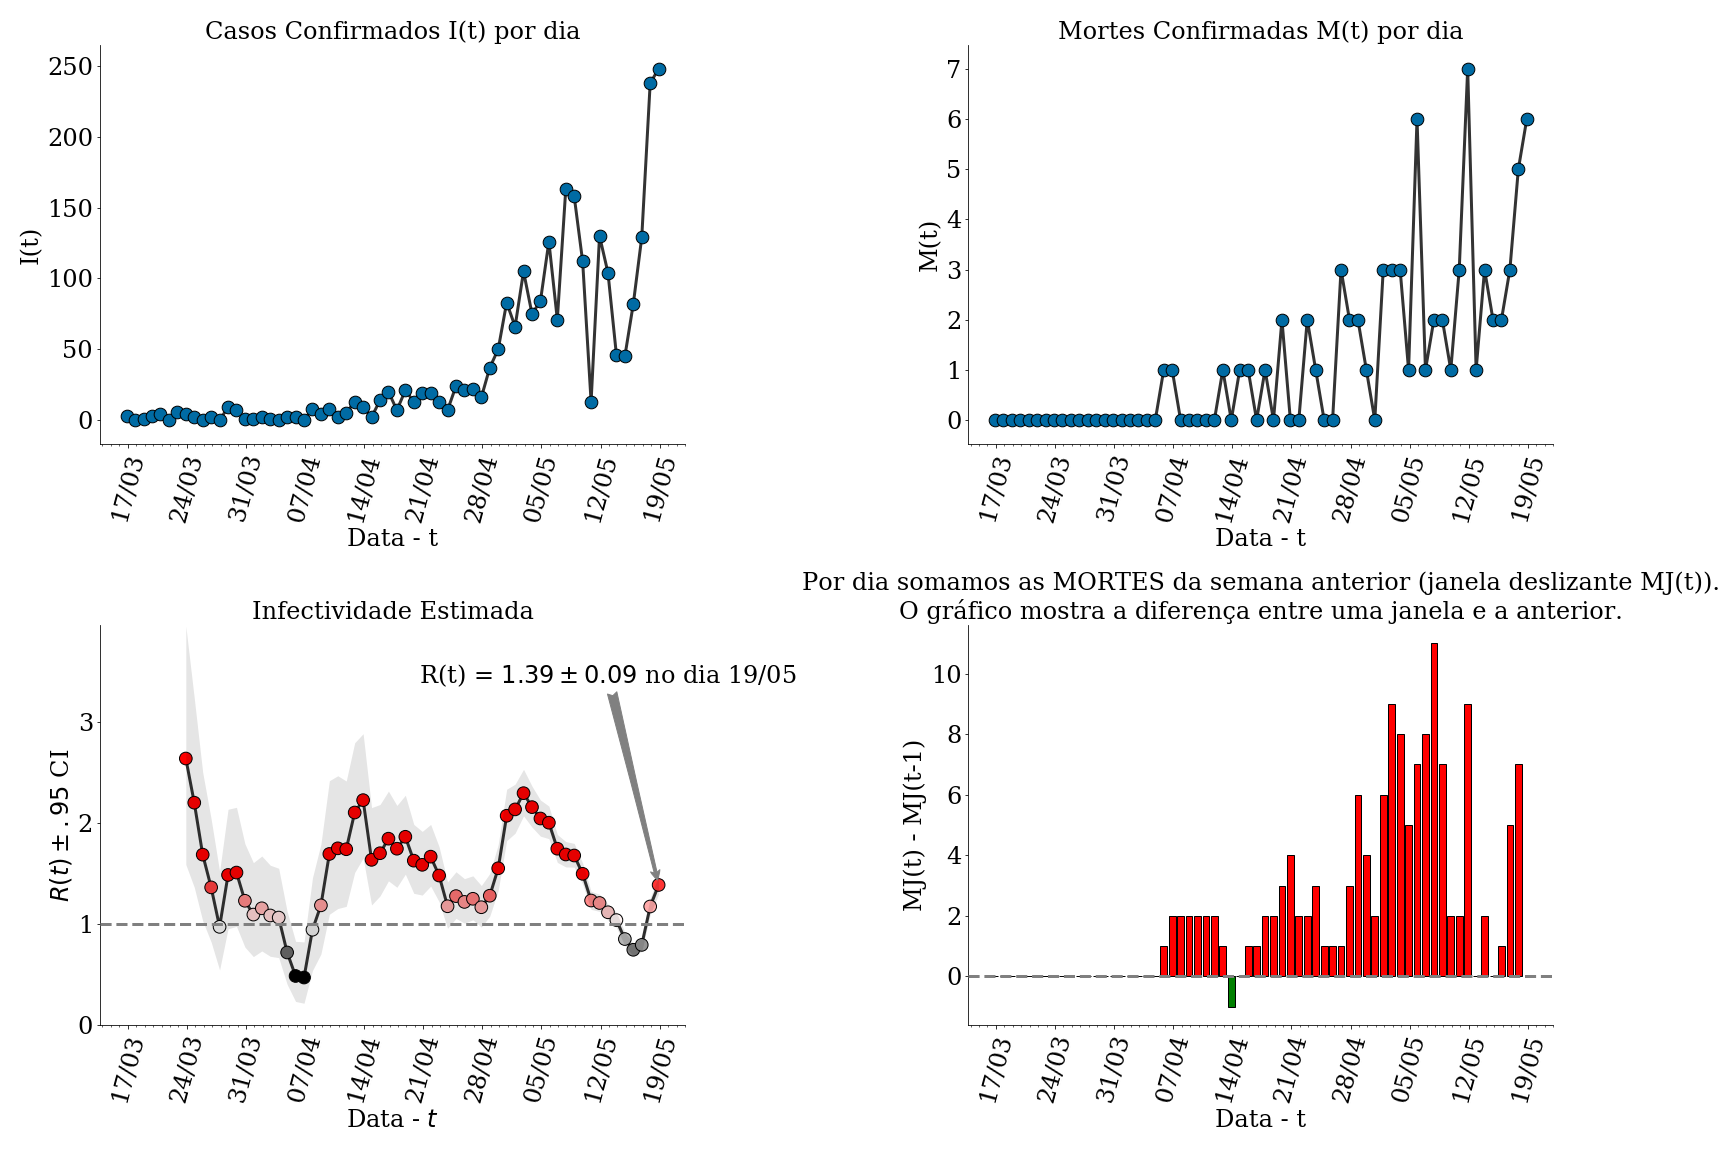 Casos Confirmados I(t) por dia
I(t)
250
200
150
100
50
0
17/03 24/03 31/03 07/04 14/04 21/04 28/04 05/05 12/05 19/05
Data - t
Mortes Confirmadas M(t) por dia
M(t)
7
6
5
4
3
2
1
0
17/03 24/03 31/03 07/04 14/04 21/04 28/04 05/05 12/05 19/05
Data - t
Infectividade Estimada
R(t) = 1.39 ± 0.09 no dia 19/05
R(t) ± .95 CI
3
2
1
0
17/03 24/03 31/03 07/04 14/04 21/04 28/04 05/05 12/05 19/05
Data - t
Por dia somamos as MORTES da semana anterior (janela deslizante MJ(t)).
O gráfico mostra a diferença entre uma janela e a anterior.
MJ(t) - MJ(t-1)
10
8
6
4
2
0
17/03 24/03 31/03 07/04 14/04 21/04 28/04 05/05 12/05 19/05
Data - t